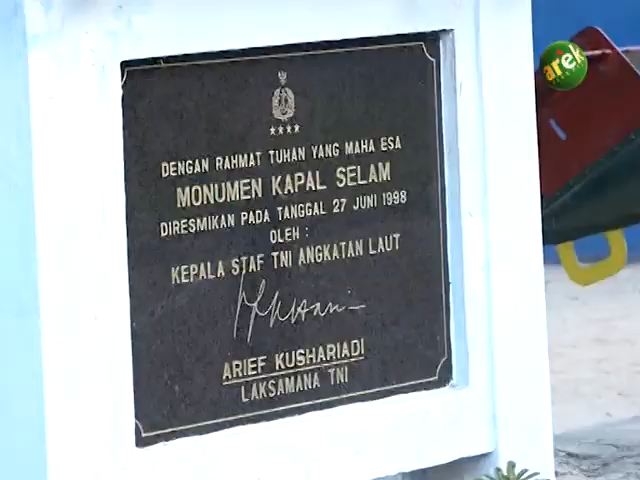 DENGAN RAHMAT TUHAN YANG MAHA ESA
MONUMEN KAPAL SELAM
DIRESMIKAN PADA TANGGAL 27 JUNI 1998
OLEH :
KEPALA STAF TNI ANGKATAN LAUT
ARIEF KUSHARIADI
LAKSAMANA TNI
arek